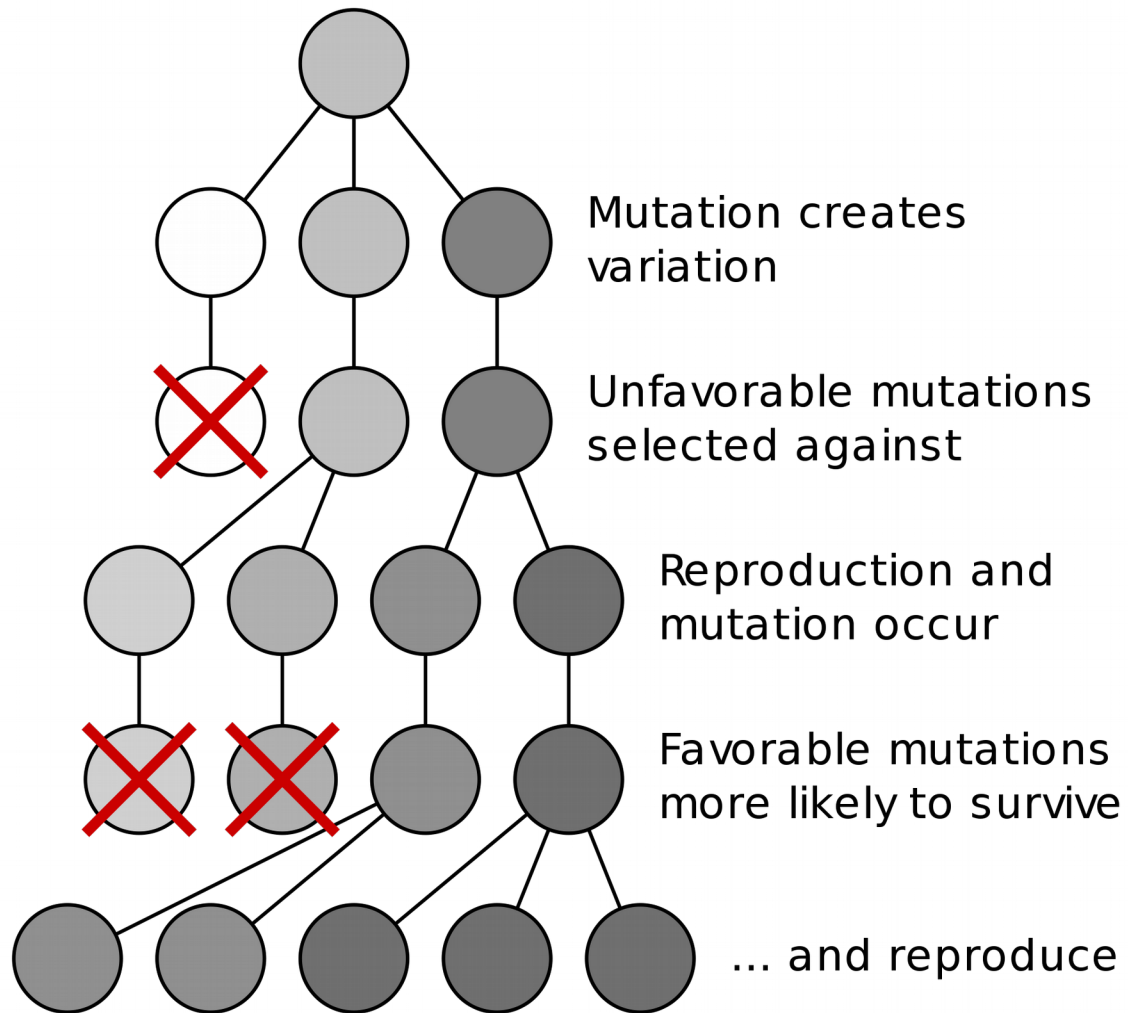 Mutation creates
variation
Unfavorable mutations
selected against
Reproduction and
mutation occur
Favorable mutations
more likely to survive
... and reproduce